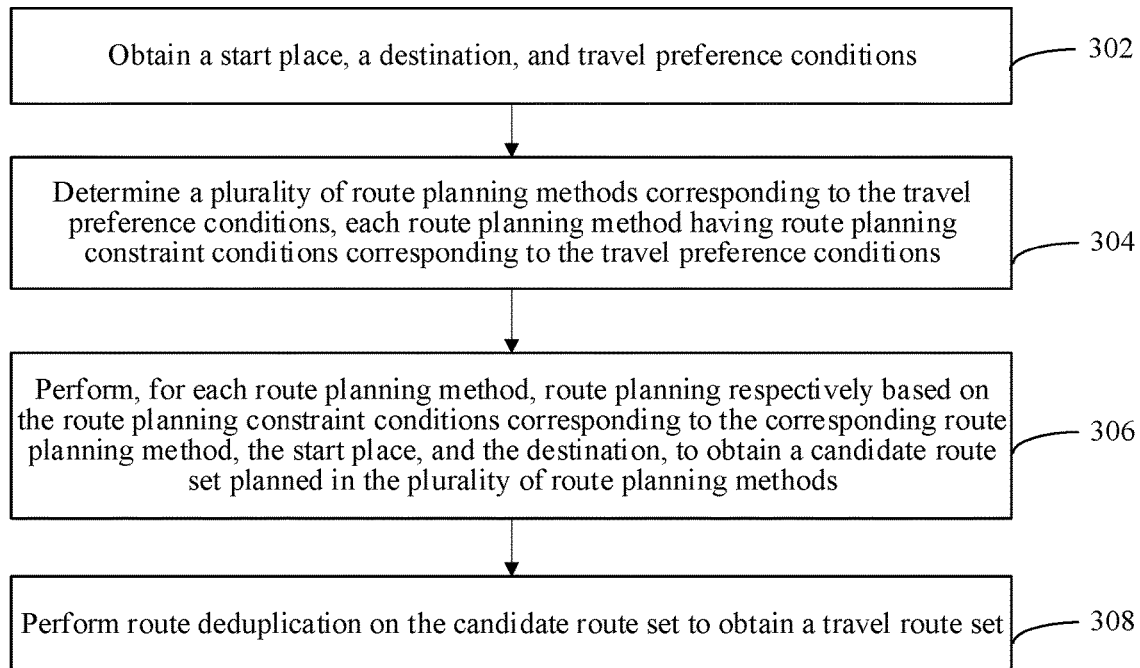 Obtain a start place, a destination, and travel preference conditions
302
Determine a plurality of route planning methods corresponding to the travel
preference conditions, each route planning method having route planning
constraint conditions corresponding to the travel preference conditions
304
Perform, for each route planning method, route planning respectively based on
the route planning constraint conditions corresponding to the corresponding route
planning method, the start place, and the destination, to obtain a candidate route
set planned in the plurality of route planning methods
306
Perform route deduplication on the candidate route set to obtain a travel route set
308